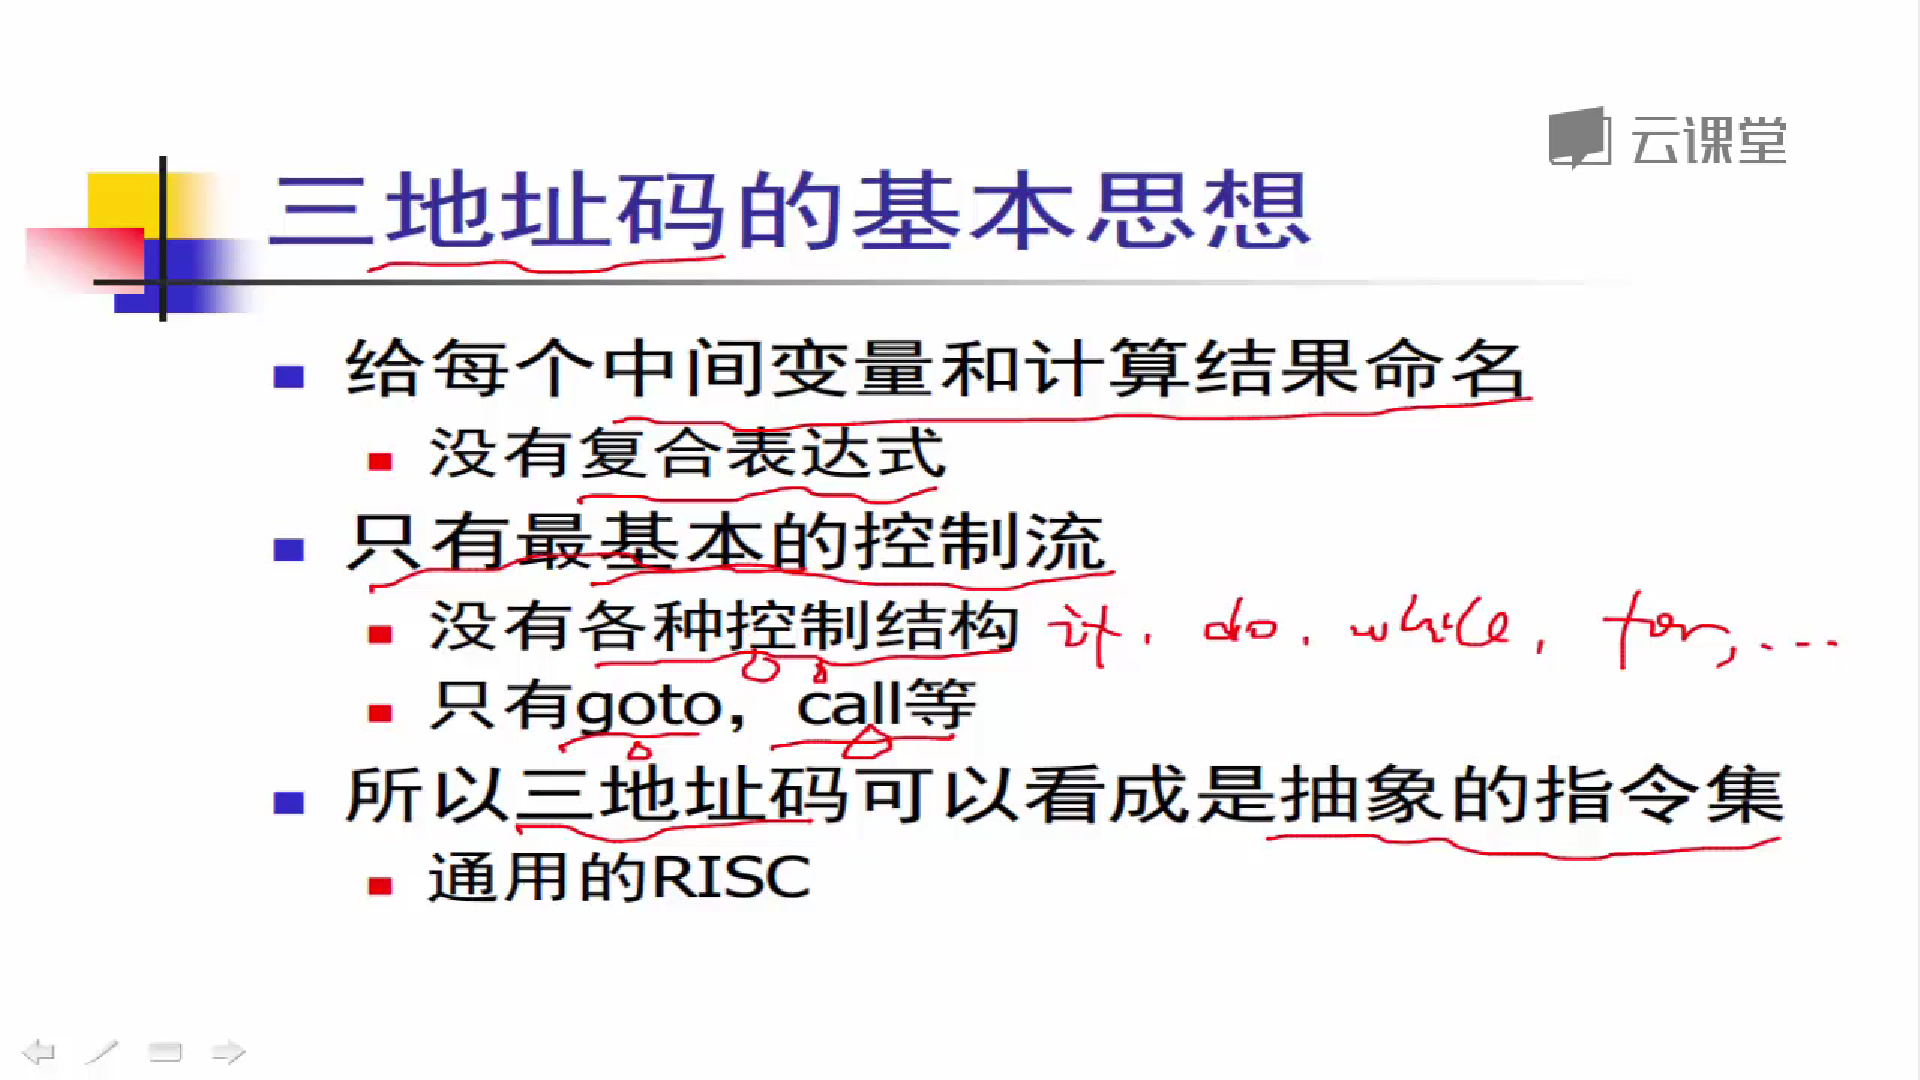 云课堂
三地址码的基本思想
给每个中间变量和计算结果命名
没有复合表达式
只有最基本的控制流
没有各种控制结构 if, do, while, for, ...
只有goto，call等
所以三地址码可以看成是抽象的指令集
通用的RISC